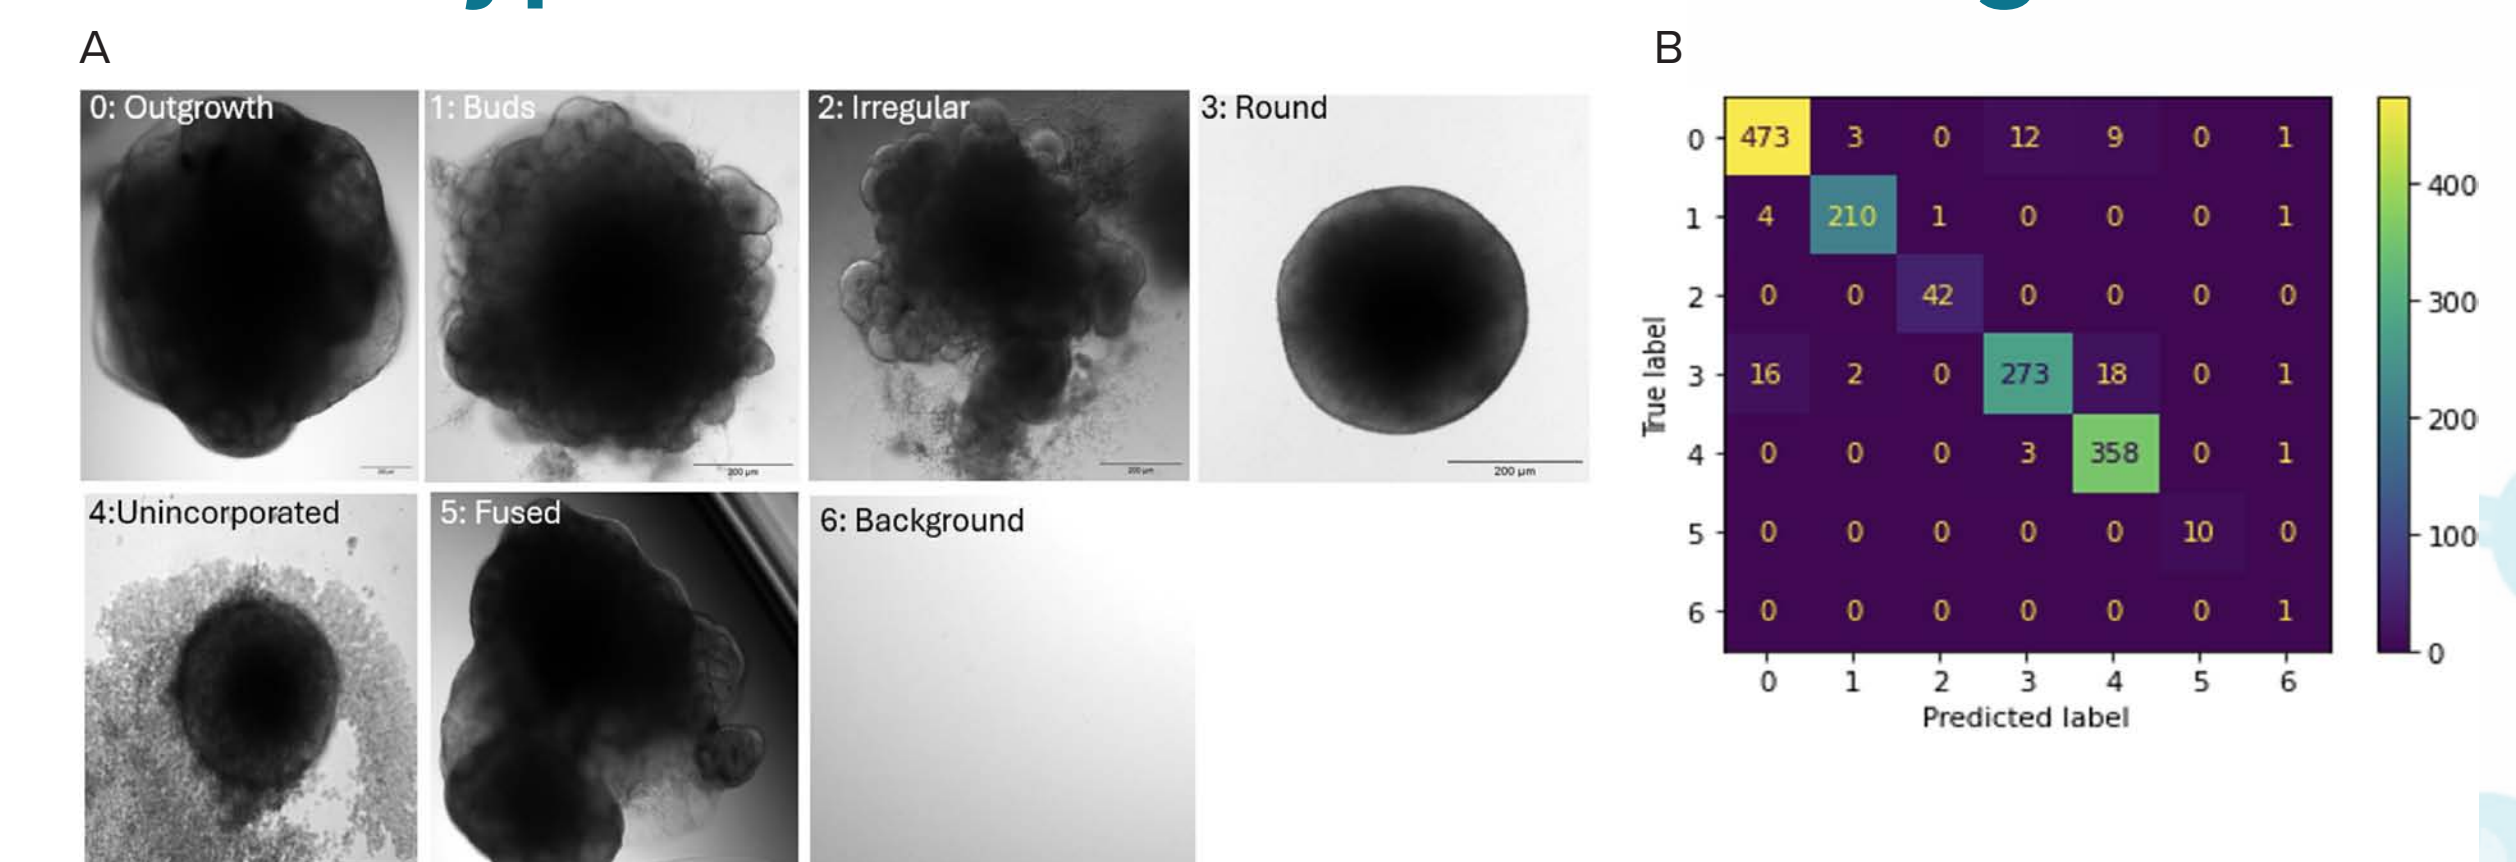 A
B
0: Outgrowth
1: Buds
2: Irregular
3: Round
200 µm
200 µm
200 µm
4:Unincorporated
5: Fused
6: Background
True label
0 473 3 0 12 9 0 1
1 4 210 1 0 0 0 1
2 0 0 42 0 0 0 0
3 16 2 0 273 18 0 1
4 0 0 0 3 358 0 1
5 0 0 0 0 0 10 0
6 0 0 0 0 0 0 1
0 1 2 3 4 5 6
Predicted label
400
300
200
100
0